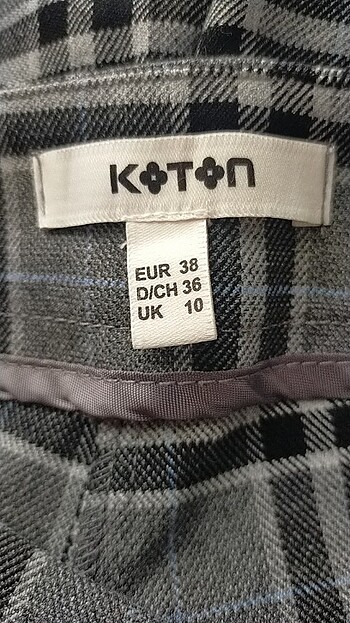 KOTON
EUR 38
D/CH 36
UK 10